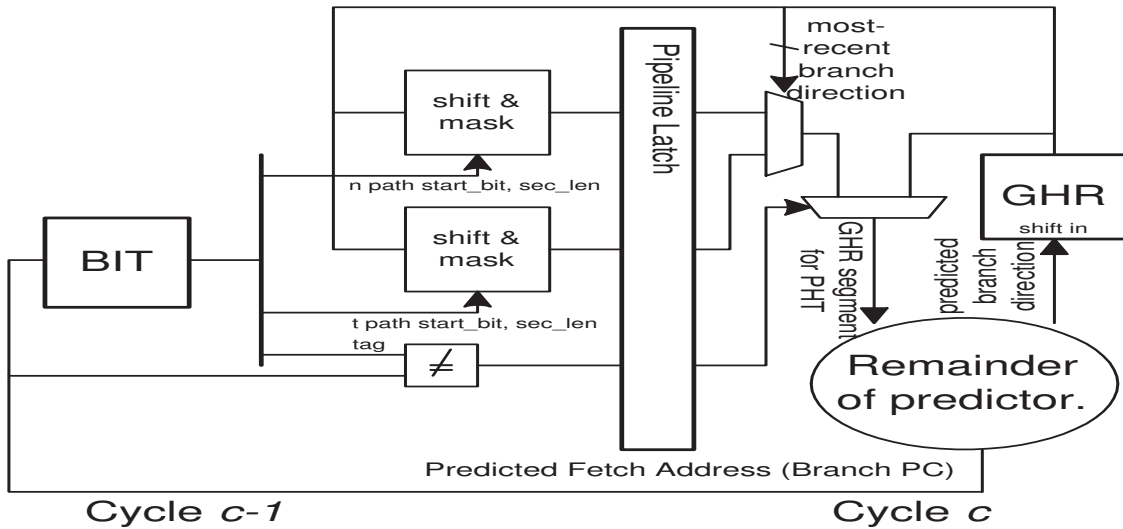 most-
recent
branch
direction
Pipeline Latch
shift &
mask
n path start_bit, sec_len
shift &
mask
t path start_bit, sec_len
tag
≠
BIT
GHR
shift in
GHR segment
for PHT
predicted
branch
direction
Remainder
of predictor.
Predicted Fetch Address (Branch PC)
Cycle c-1
Cycle c